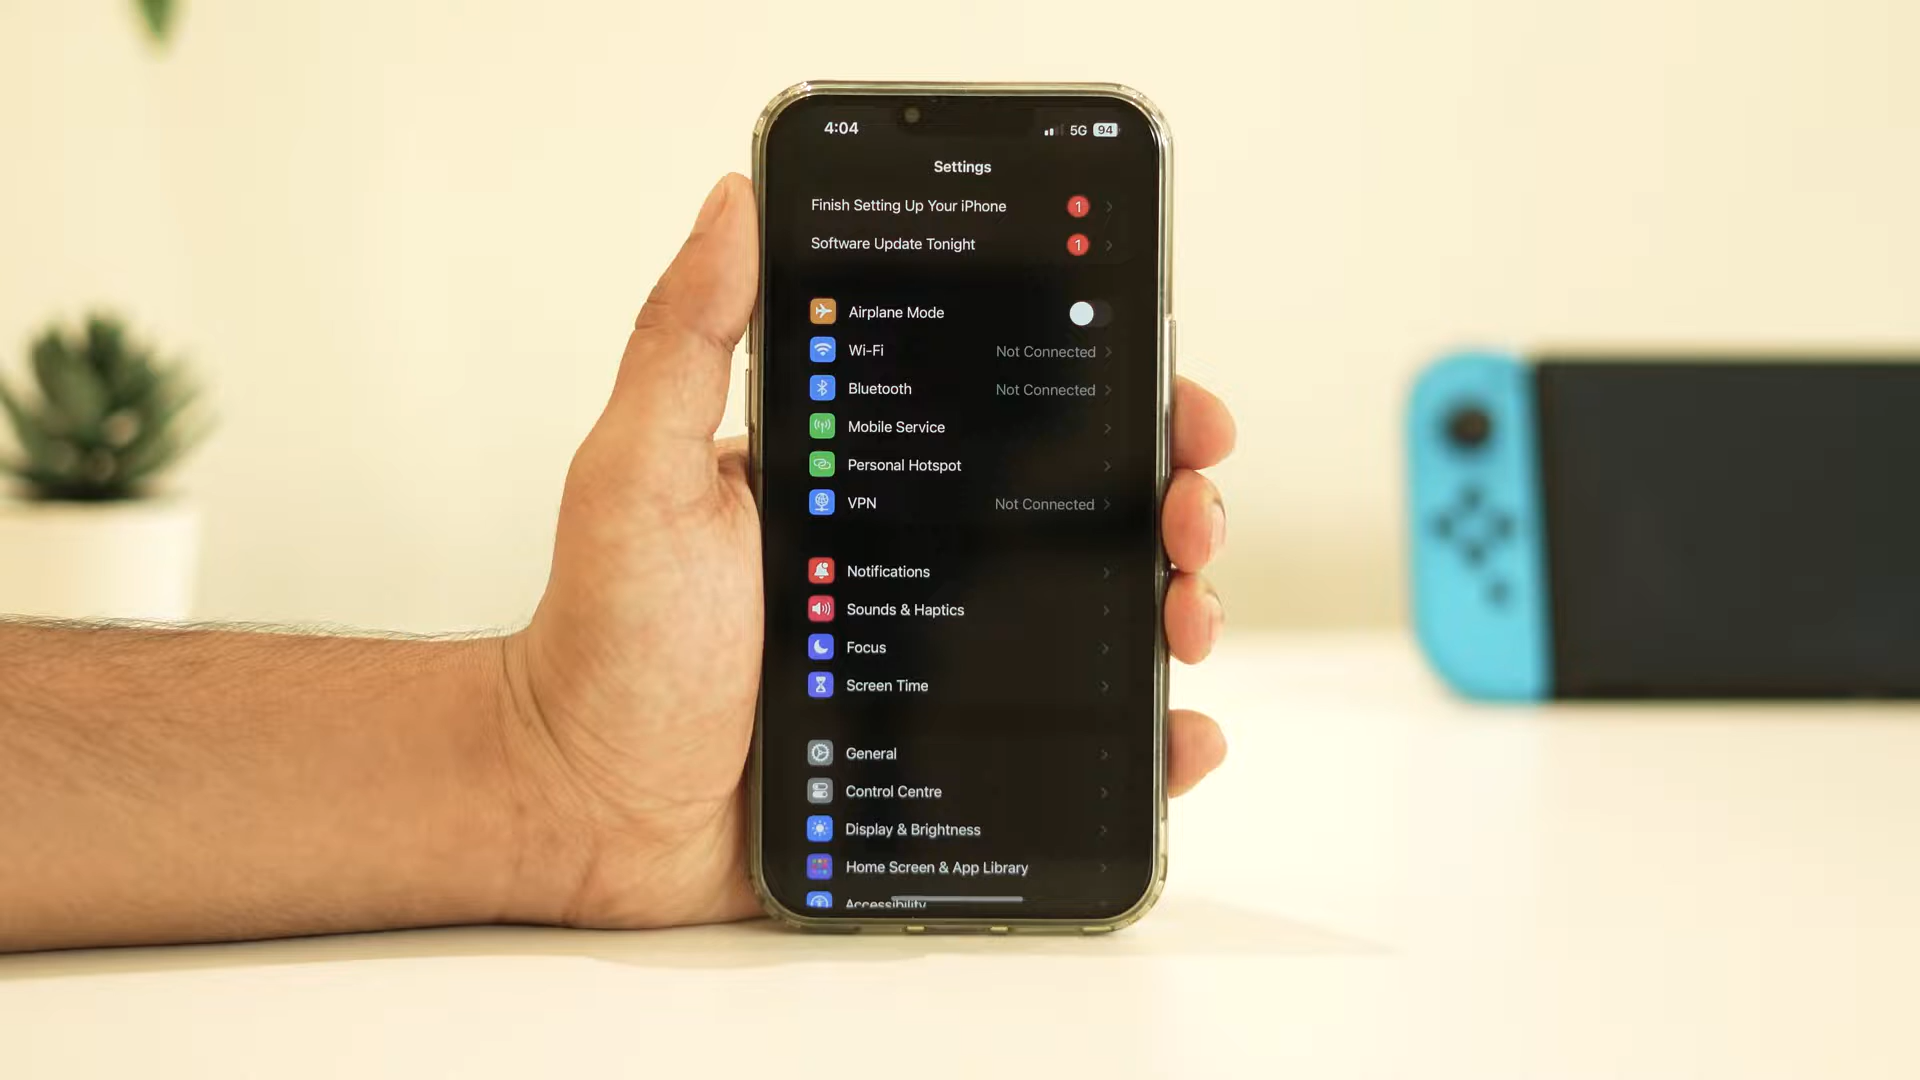 4:04
5G 94
Settings
Finish Setting Up Your iPhone 1
Software Update Tonight 1
Airplane Mode
Wi-Fi Not Connected
Bluetooth Not Connected
Mobile Service
Personal Hotspot
VPN Not Connected
Notifications
Sounds & Haptics
Focus
Screen Time
General
Control Centre
Display & Brightness
Home Screen & App Library
Accessibility